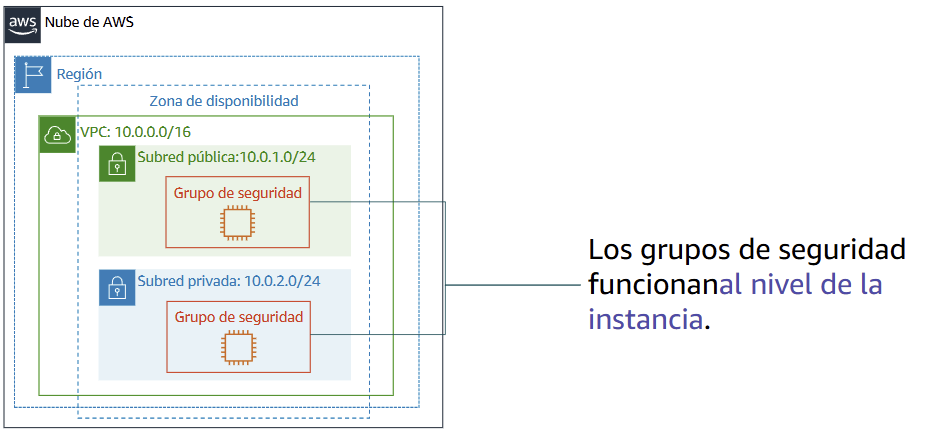 aws
Nube de AWS
Región
Zona de disponibilidad
VPC: 10.0.0.0/16
Subred pública:10.0.1.0/24
Grupo de seguridad
Subred privada: 10.0.2.0/24
Grupo de seguridad
Los grupos de seguridad
funcionanal nivel de la
instancia.